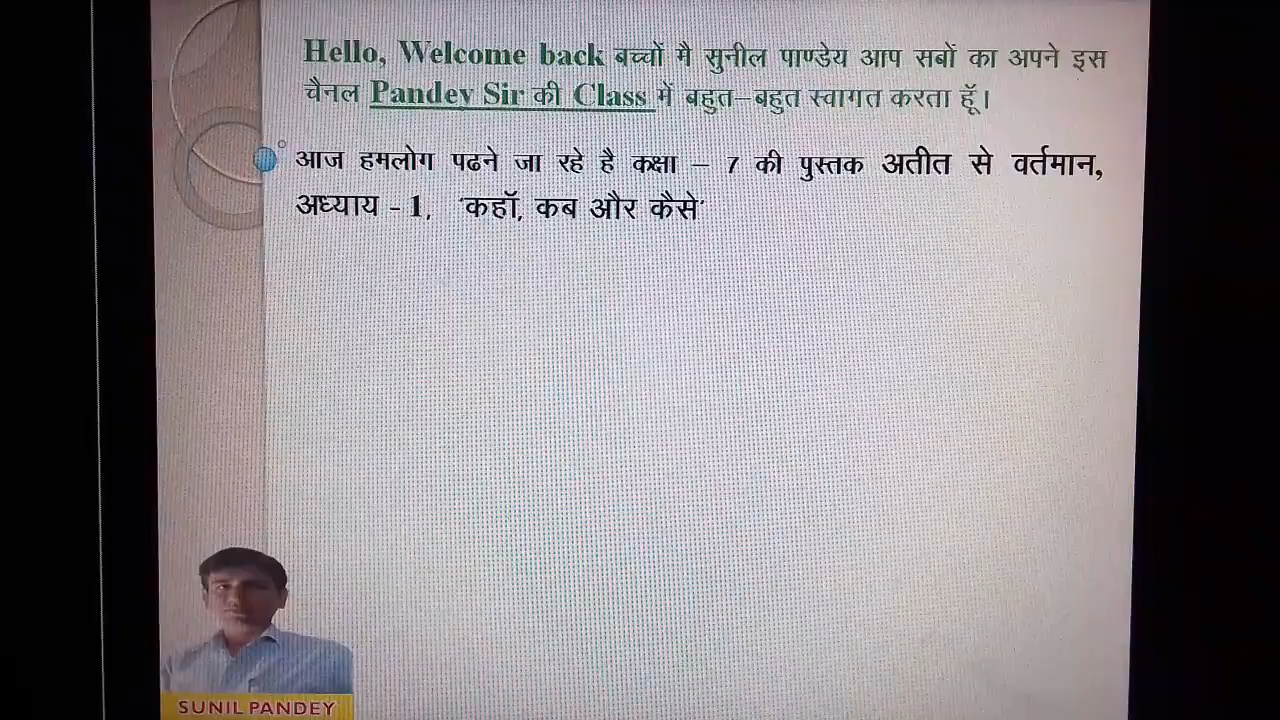 Hello, Welcome back बच्चों मै सुनील पाण्डेय आप सबों का अपने इस
चैनल Pandey Sir की Class में बहुत–बहुत स्वागत करता हूॅ।
आज हमलोग पढने जा रहे है कक्षा – 7 की पुस्तक अतीत से वर्तमान,
अध्याय - 1, 'कहॉ, कब और कैसे'
SUNIL PANDEY